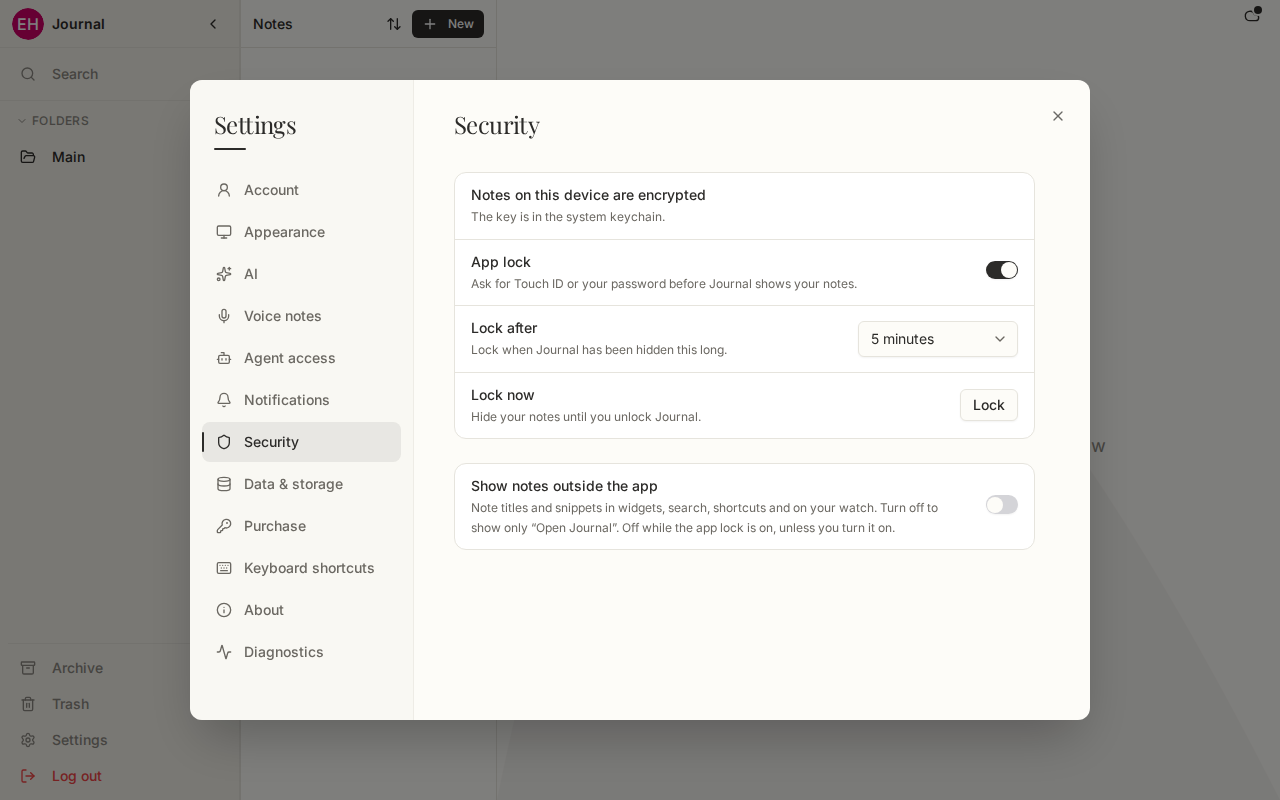 EH Journal
Notes
New
Search
FOLDERS
Main
Archive
Trash
Settings
Log out
Settings
Account
Appearance
AI
Voice notes
Agent access
Notifications
Security
Data & storage
Purchase
Keyboard shortcuts
About
Diagnostics
Security
Notes on this device are encrypted
The key is in the system keychain.
App lock
Ask for Touch ID or your password before Journal shows your notes.
Lock after
Lock when Journal has been hidden this long.
5 minutes
Lock now
Hide your notes until you unlock Journal.
Lock
Show notes outside the app
Note titles and snippets in widgets, search, shortcuts and on your watch. Turn off to
show only “Open Journal”. Off while the app lock is on, unless you turn it on.